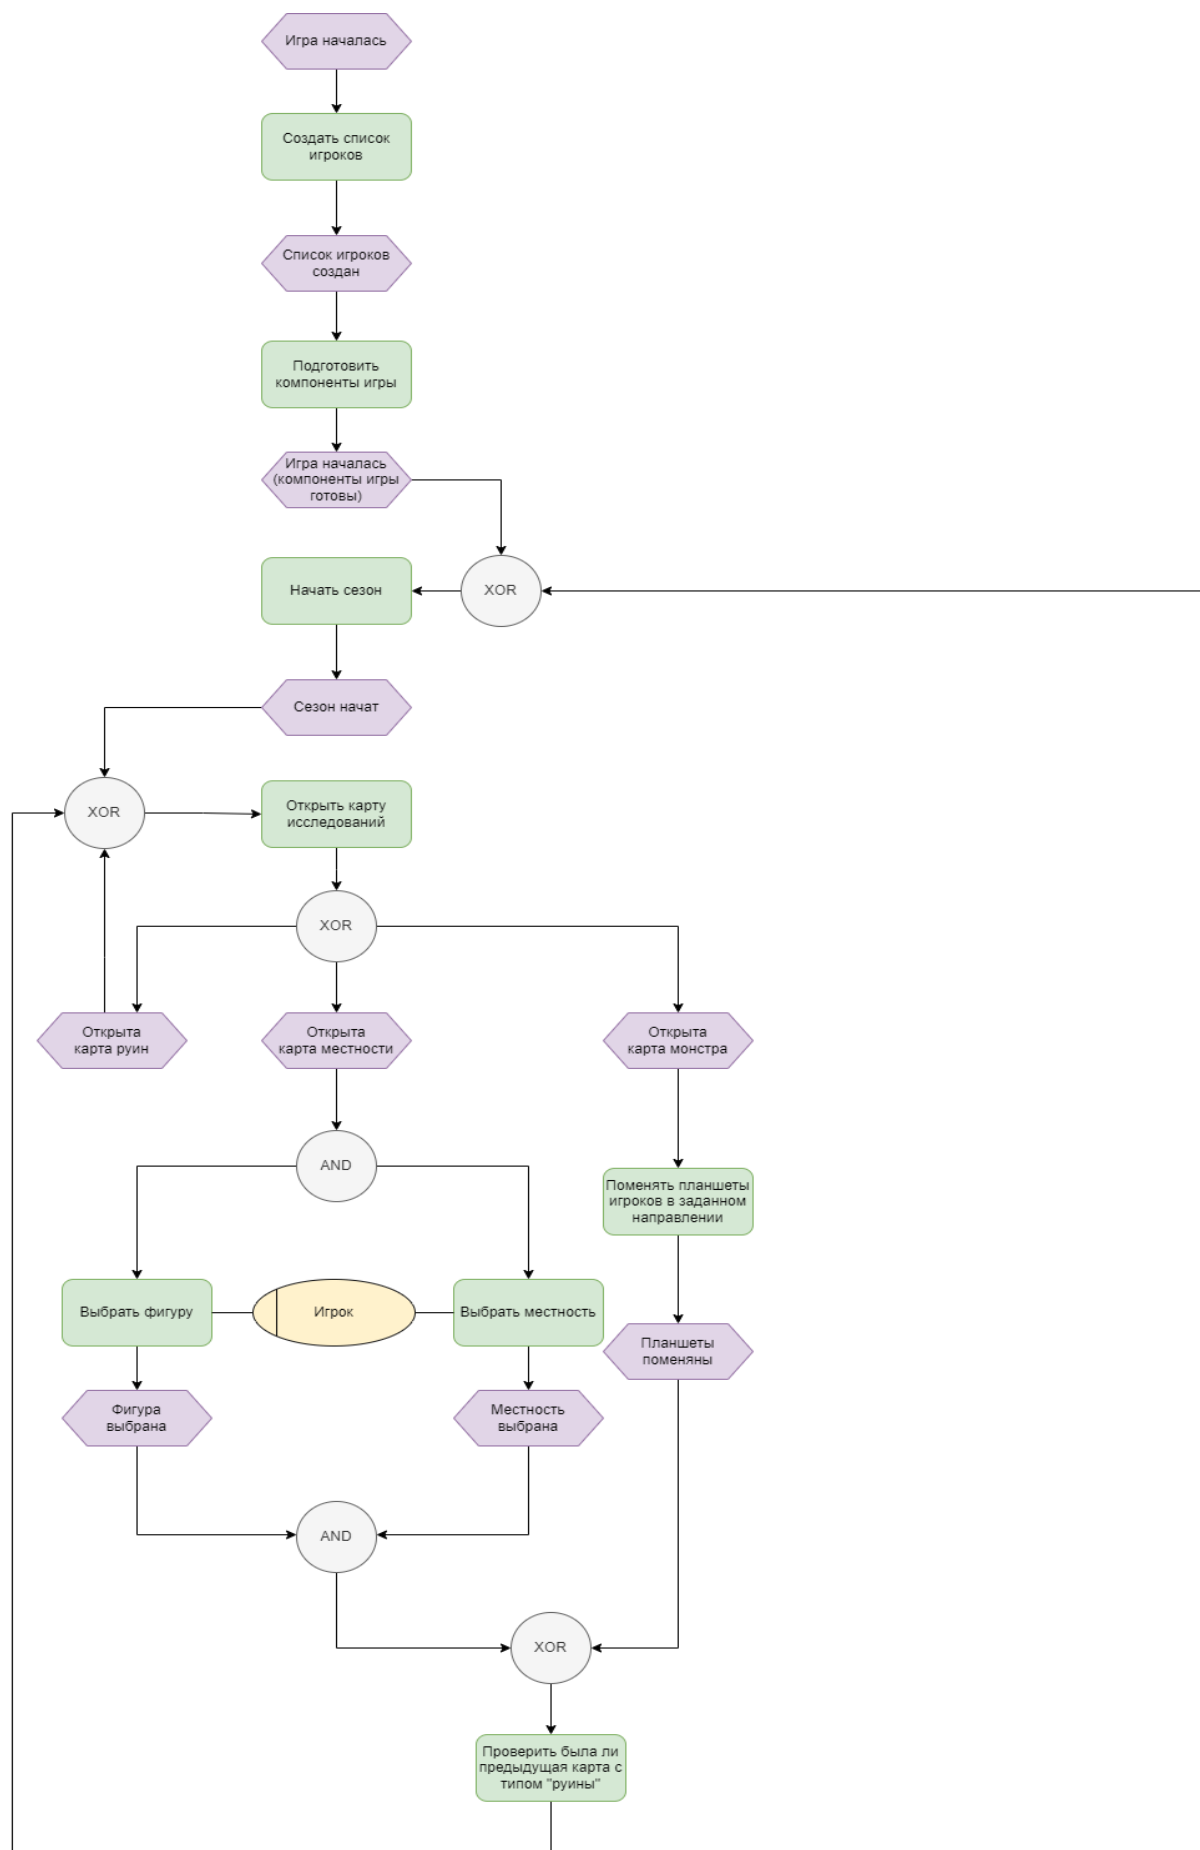 Игра началась
Создать список
игроков
Список игроков
создан
Подготовить
компоненты игры
Игра началась
(компоненты игры
готовы)
Начать сезон
XOR
Сезон начат
XOR
Открыть карту
исследований
XOR
Открыта
карта руин
Открыта
карта местности
Открыта
карта монстра
AND
Поменять планшеты
игроков в заданном
направлении
Выбрать фигуру
Игрок
Выбрать местность
Планшеты
поменяны
Фигура
выбрана
Местность
выбрана
AND
XOR
Проверить была ли
предыдущая карта с
типом "руины"